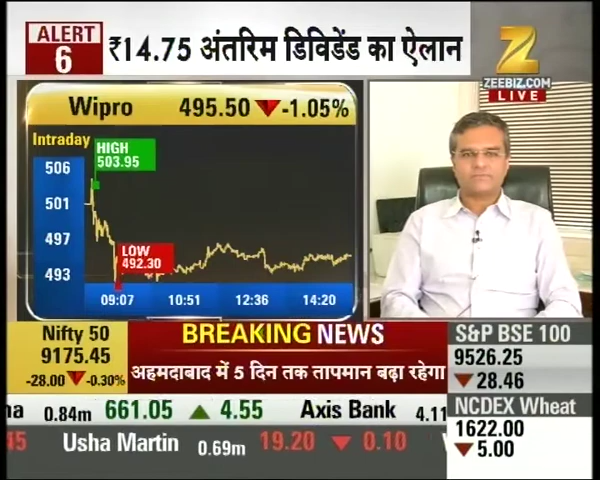 ALERT
6
₹14.75 अंतरिम डिविडेंड का ऐलान
Z
ZEEBIZ.COM
LIVE
Wipro 495.50 -1.05%
Intraday
HIGH
503.95
506
501
497
493
LOW
492.30
09:07 10:51 12:36 14:20
Nifty 50
9175.45
-28.00 -0.30%
BREAKING NEWS
अहमदाबाद में 5 दिन तक तापमान बढ़ा रहेगा
S&P BSE 100
9526.25
28.46
NCDEX Wheat
1622.00
5.00
na 0.84m 661.05 4.55 Axis Bank 4.11
45 Usha Martin 0.69m 19.20 0.10